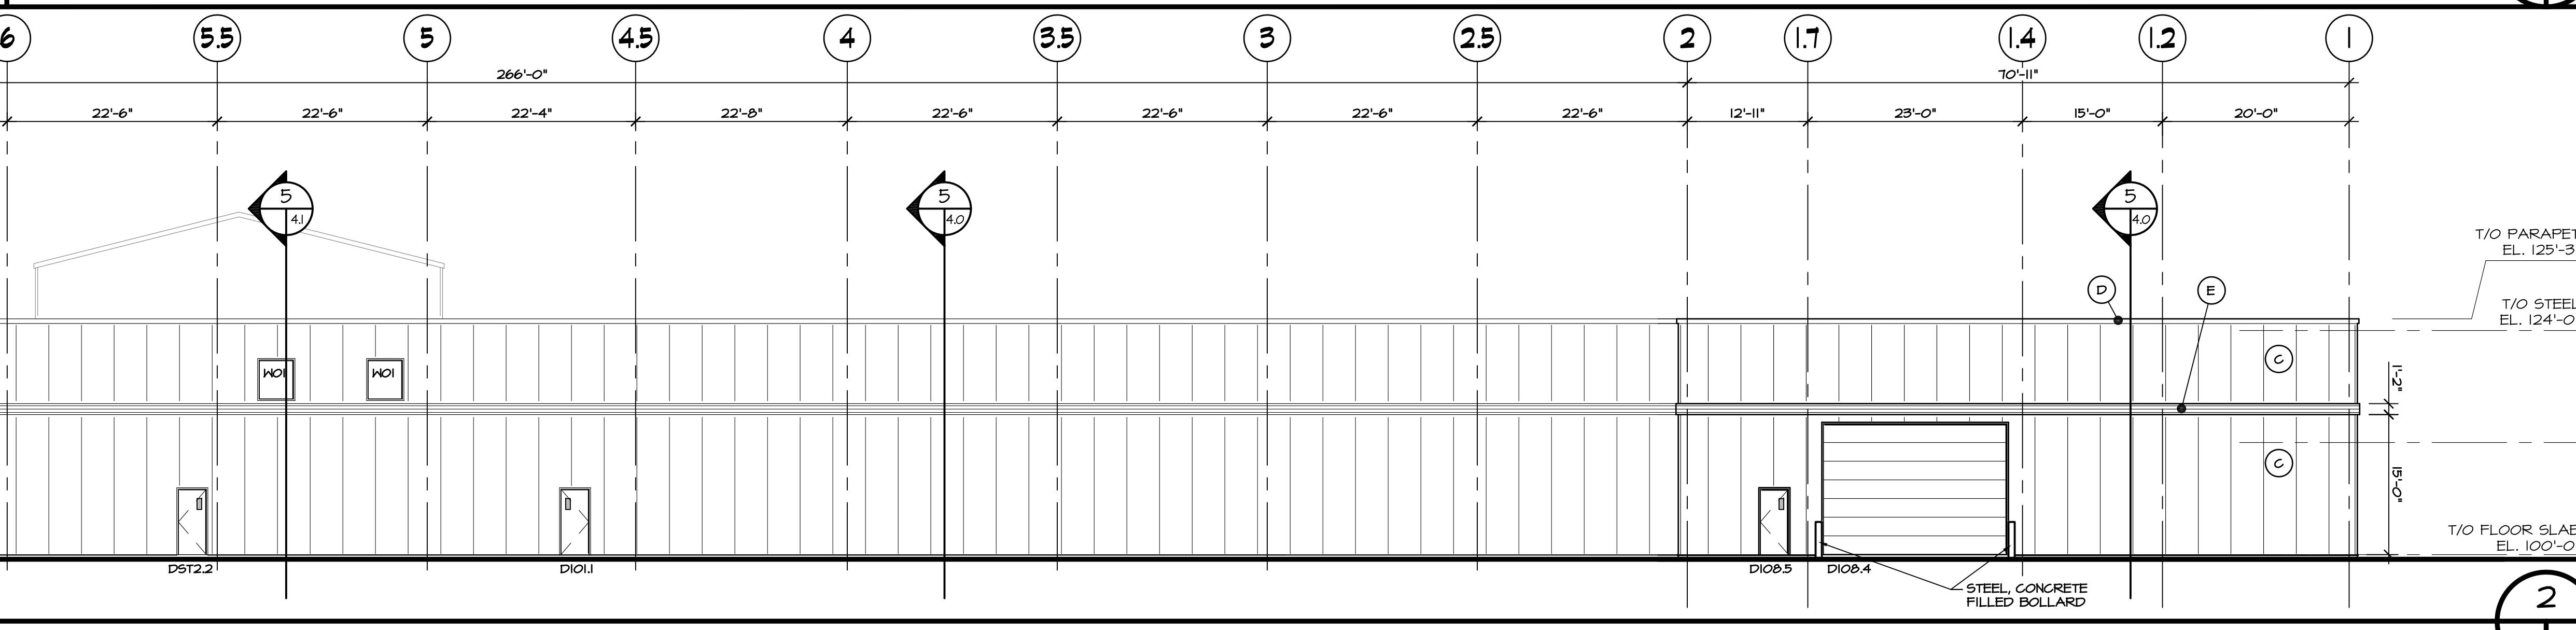 6 5.5 5 4.5 4 3.5 3 2.5 2 1.7 1.4 1.2 1
266'-0" 70'-11"
22'-6" 22'-6" 22'-4" 22'-8" 22'-6" 22'-6" 22'-6" 22'-6" 12'-11" 23'-0" 15'-0" 20'-0"
5 5 5
4.1 4.0 4.0
T/O PARAPET
EL. 125'-3
D E
T/O STEEL
EL. 124'-0
C
W01 W01
1'-2"
C
15'-0"
T/O FLOOR SLAB
EL. 100'-0
DST2.2 D101.1 D108.5 D108.4
STEEL, CONCRETE
FILLED BOLLARD
2